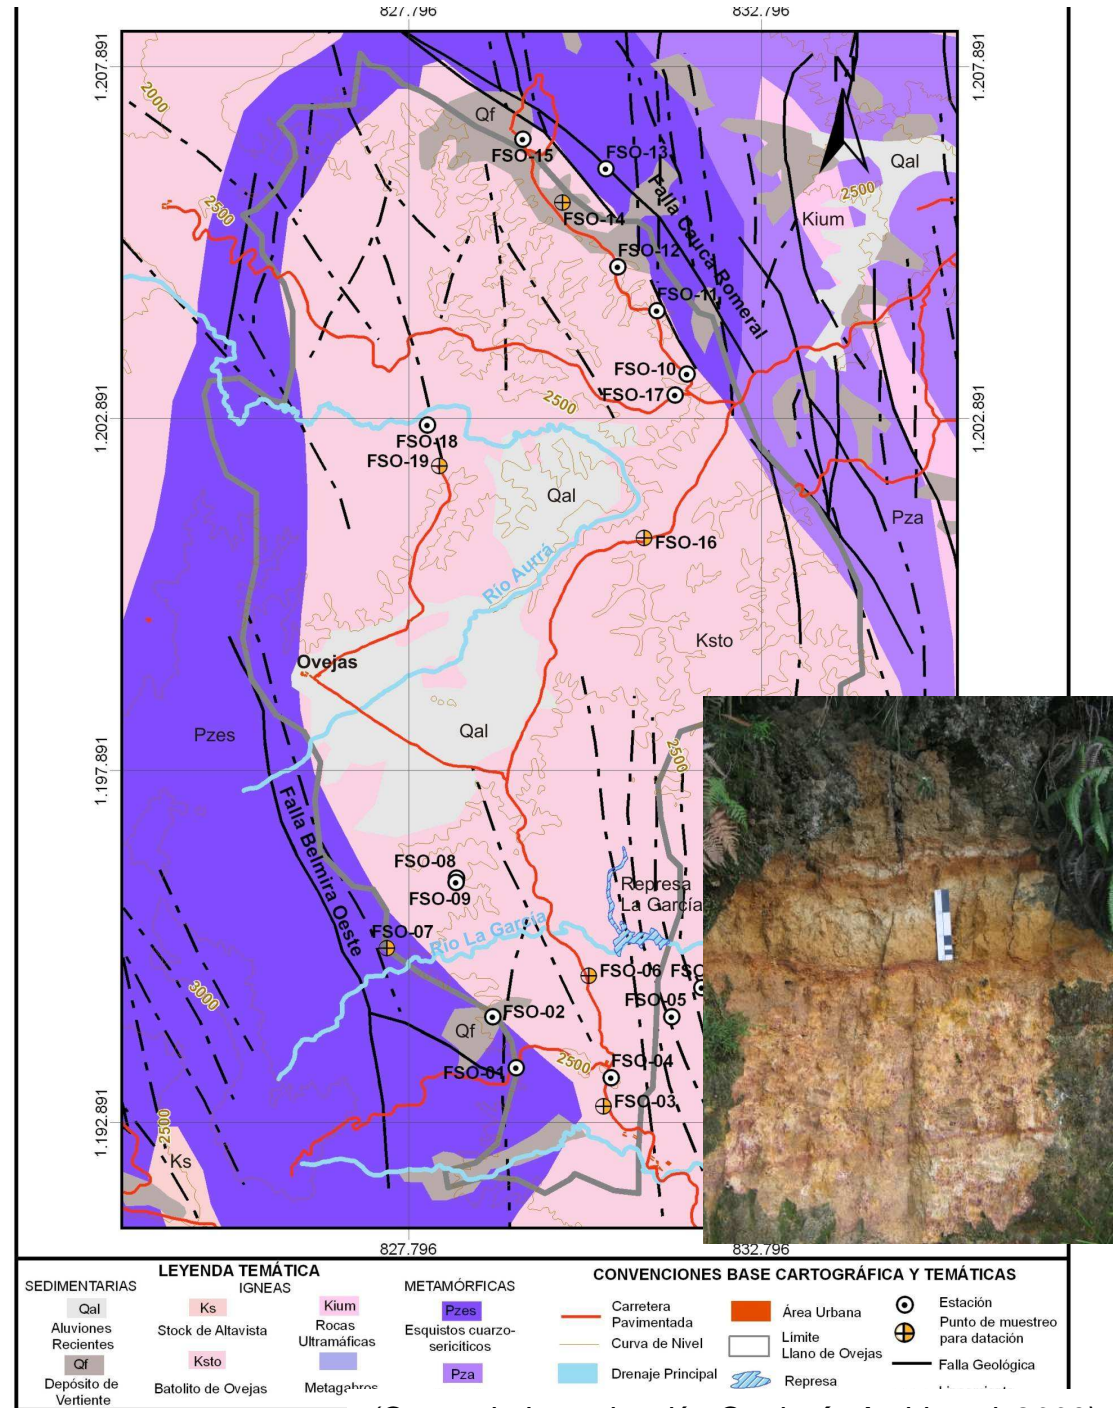 827.796
832.796
1.207.891
1.207.891
2000
Qf
N
FSO-15
FSO-13
Qal
2500
2500
Falla Cauca Romeral
FSO-14
Kium
FSO-12
FSO-11
FSO-10
FSO-17
2500
1.202.891
1.202.891
FSO-18
FSO-19
Qal
Pza
FSO-16
Río Aurrá
Ksto
Ovejas
Pzes
Qal
2500
1.197.891
Falla Belmira Oeste
FSO-08
FSO-09
Represa
La García
FSO-07
Río La García
FSO-06
FSO
3000
FSO-05
FSO-02
Qf
FSO-01
2500
FSO-04
FSO-03
1.192.891
2500
Ks
827.796
832.796
LEYENDA TEMÁTICA
SEDIMENTARIAS
IGNEAS
METAMÓRFICAS
Qal
Aluviones
Recientes
Qf
Depósito de
Vertiente
Ks
Stock de Altavista
Ksto
Batolito de Ovejas
Kium
Rocas
Ultramáficas
Metagabros
Pzes
Esquistos cuarzo-
sericiticos
Pza
CONVENCIONES BASE CARTOGRÁFICA Y TEMÁTICAS
Carretera
Pavimentada
Curva de Nivel
Drenaje Principal
Área Urbana
Límite
Llano de Ovejas
Represa
Estación
Punto de muestreo
para datación
Falla Geológica